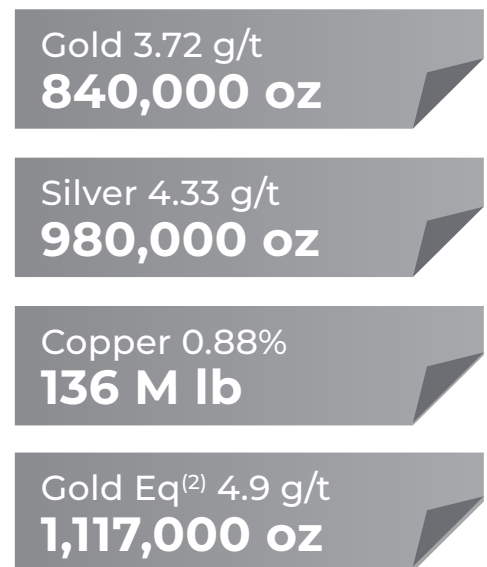 Gold 3.72 g/t
840,000 oz
Silver 4.33 g/t
980,000 oz
Copper 0.88%
136 M lb
Gold Eq(2) 4.9 g/t
1,117,000 oz